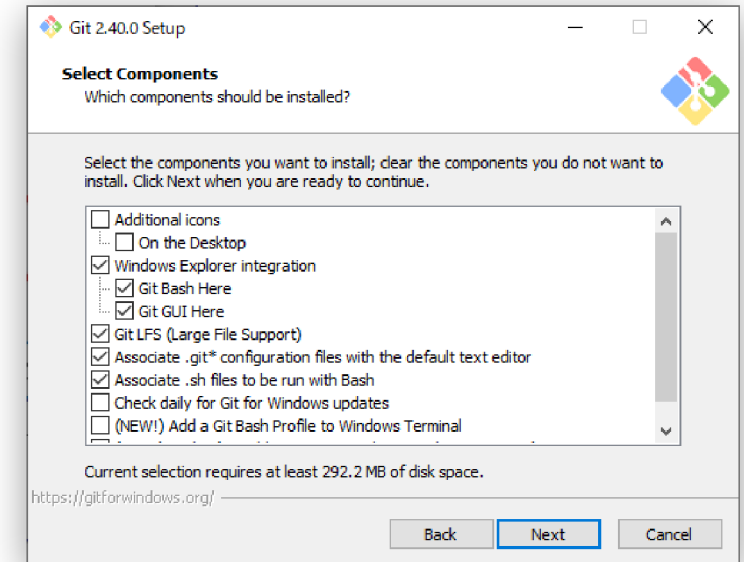 Git 2.40.0 Setup
Select Components
Which components should be installed?
Select the components you want to install; clear the components you do not want to
install. Click Next when you are ready to continue.
Additional icons
On the Desktop
Windows Explorer integration
Git Bash Here
Git GUI Here
Git LFS (Large File Support)
Associate .git* configuration files with the default text editor
Associate .sh files to be run with Bash
Check daily for Git for Windows updates
(NEW!) Add a Git Bash Profile to Windows Terminal
Current selection requires at least 292.2 MB of disk space.
https://gitforwindows.org/
Back
Next
Cancel